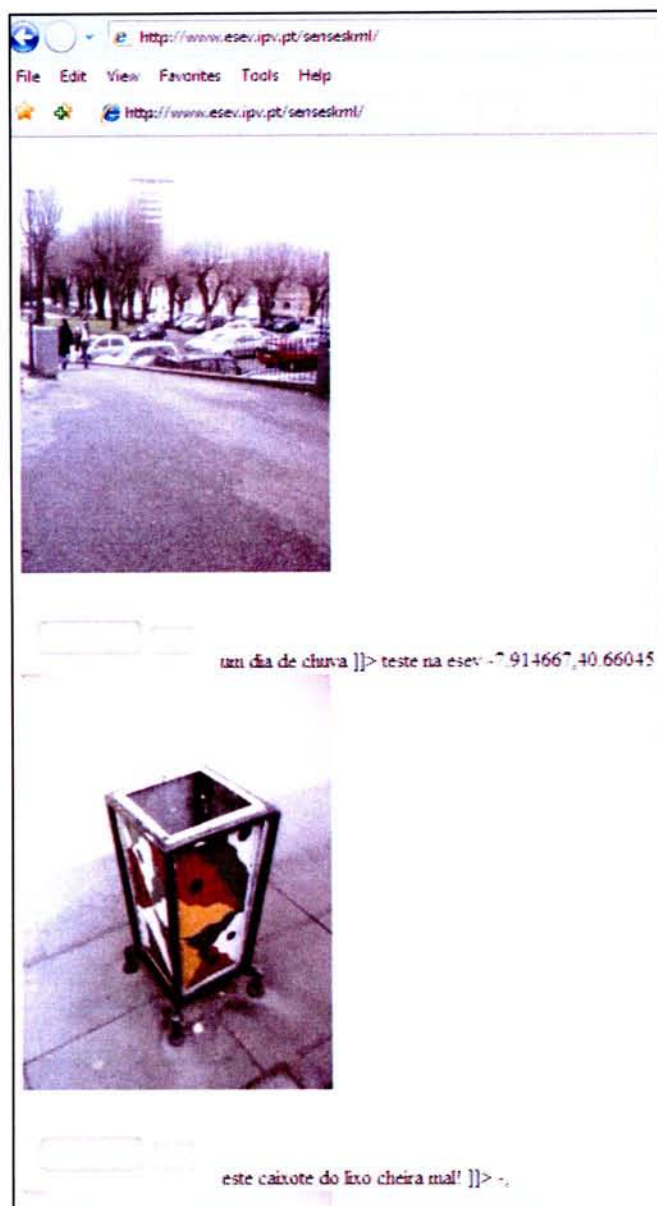 http://www.esev.ipv.pt/senseskml/
File Edit View Favorites Tools Help
http://www.esev.ipv.pt/senseskml/
um dia de chuva ]]> teste na esev -7.914667,40.66045
este caixote do lixo cheira mal! ]]> -,